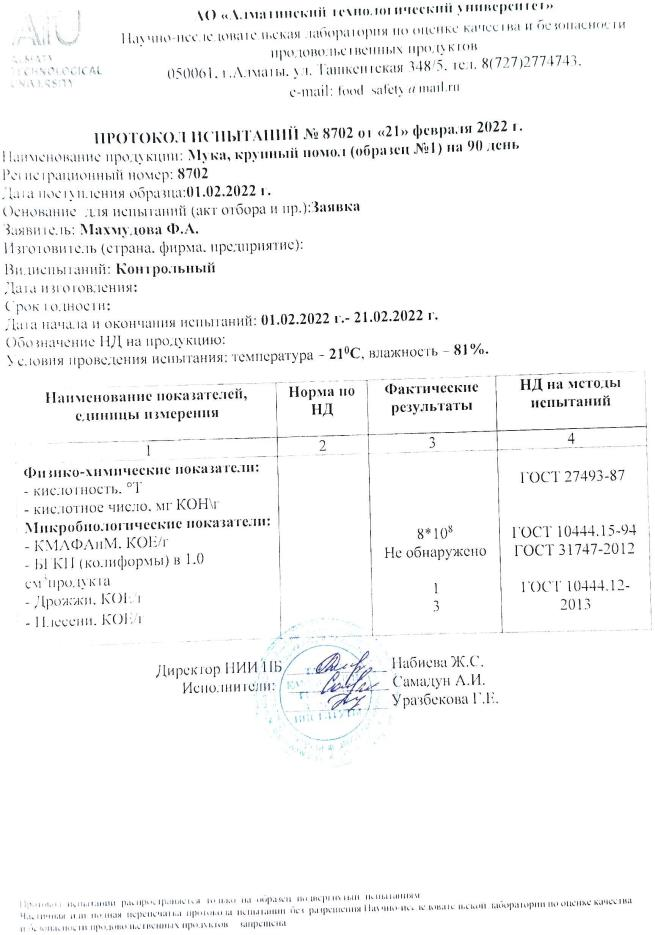 АО «Алматинский технологический университет»
ALMATY
TECHNOLOGICAL
UNIVERSITY
Научно-исследовательская лаборатория по оценке качества и безопасности
продовольственных продуктов
050061, г.Алматы, ул. Ташкентская 348/5, тел. 8(727)2774743,
e-mail: food_safety@mail.ru
ПРОТОКОЛ ИСПЫТАНИЙ № 8702 от «21» февраля 2022 г.
Наименование продукции: Мука, крупный помол (образец №1) на 90 день
Регистрационный номер: 8702
Дата поступления образца:01.02.2022 г.
Основание для испытаний (акт отбора и пр.):Заявка
Заявитель: Махмудова Ф.А.
Изготовитель (страна, фирма, предприятие):
Вид испытаний: Контрольный
Дата изготовления:
Срок годности:
Дата начала и окончания испытаний: 01.02.2022 г.- 21.02.2022 г.
Обозначение НД на продукцию:
Условия проведения испытания: температура – 21⁰С, влажность – 81%.
Наименование показателей, единицы измерения | Норма по НД | Фактические результаты | НД на методы испытаний
1 2 3 4
Физико-химические показатели:
- кислотность, °Т ГОСТ 27493-87
- кислотное число, мг КОН\г
Микробиологические показатели:
- КМАФАнМ, КОЕ/г 8*10⁸ ГОСТ 10444.15-94
- БГКП (колиформы) в 1,0 Не обнаружено ГОСТ 31747-2012
см³продукта
- Дрожжи, КОЕ/г 1 ГОСТ 10444.12-
- Плесени, КОЕ/г 3 2013
Директор НИИ ПБ Набиева Ж.С.
Исполнители: Самадун А.И.
Уразбекова Г.Е.
Протокол испытаний распространяется только на образец, подвергнутый испытаниям
Частичная или полная перепечатка протокола испытаний без разрешения Научно-исследовательской лаборатории по оценке качества
и безопасности продовольственных продуктов запрещена